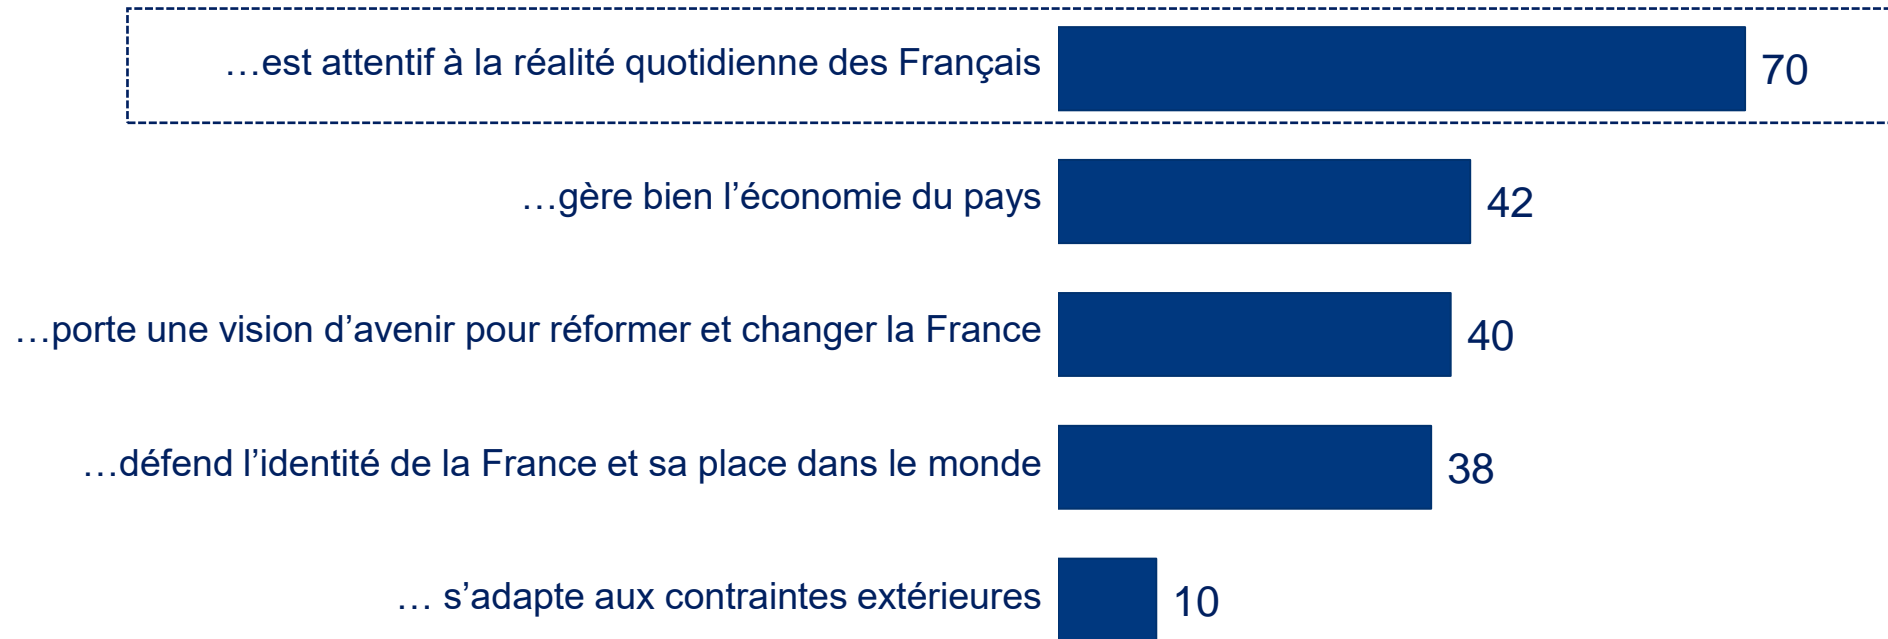 …est attentif à la réalité quotidienne des Français 70
…gère bien l’économie du pays 42
…porte une vision d’avenir pour réformer et changer la France 40
…défend l’identité de la France et sa place dans le monde 38
… s’adapte aux contraintes extérieures 10